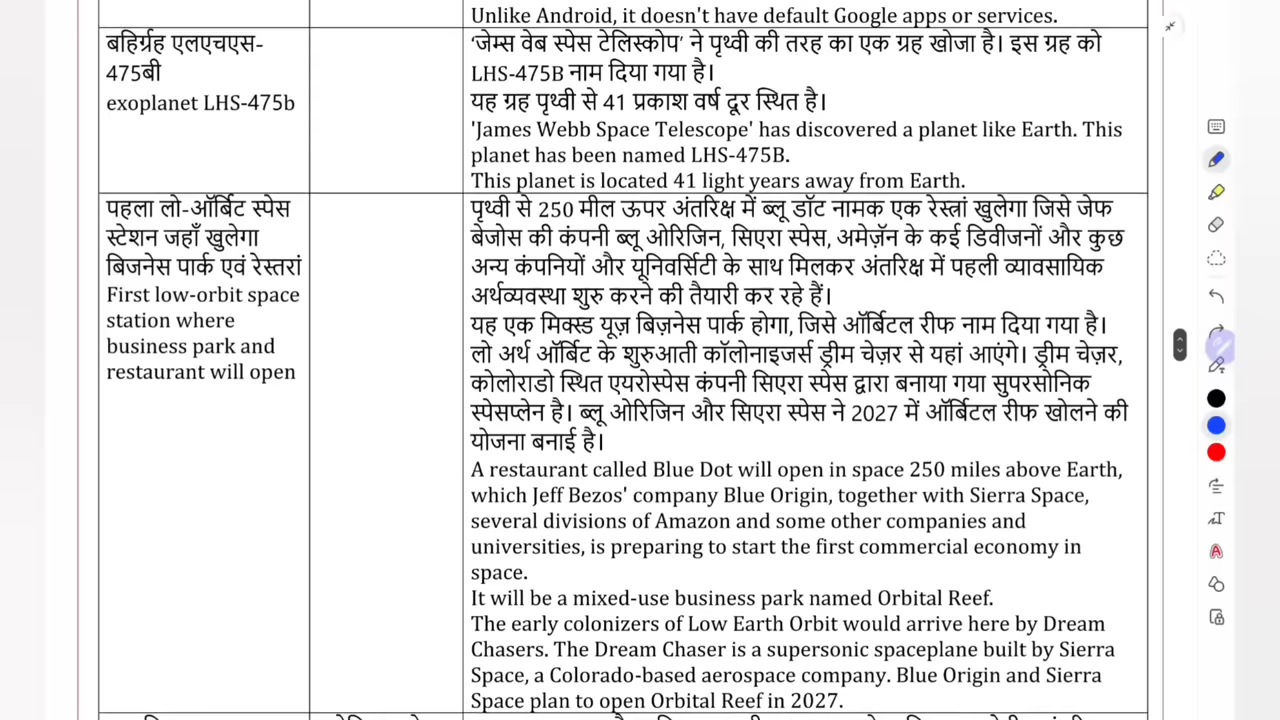 Unlike Android, it doesn't have default Google apps or services.
बहिर्ग्रह एलएचएस-
475बी
exoplanet LHS-475b
‘जेम्स वेब स्पेस टेलिस्कोप’ ने पृथ्वी की तरह का एक ग्रह खोजा है। इस ग्रह को
LHS-475B नाम दिया गया है।
यह ग्रह पृथ्वी से 41 प्रकाश वर्ष दूर स्थित है।
'James Webb Space Telescope' has discovered a planet like Earth. This
planet has been named LHS-475B.
This planet is located 41 light years away from Earth.
पहला लो-ऑर्बिट स्पेस
स्टेशन जहाँ खुलेगा
बिजनेस पार्क एवं रेस्तरां
First low-orbit space
station where
business park and
restaurant will open
पृथ्वी से 250 मील ऊपर अंतरिक्ष में ब्लू डॉट नामक एक रेस्त्रां खुलेगा जिसे जेफ
बेजोस की कंपनी ब्लू ओरिजिन, सिएरा स्पेस, अमेज़ॅन के कई डिवीजनों और कुछ
अन्य कंपनियों और यूनिवर्सिटी के साथ मिलकर अंतरिक्ष में पहली व्यावसायिक
अर्थव्यवस्था शुरु करने की तैयारी कर रहे हैं।
यह एक मिक्स्ड यूज़ बिज़नेस पार्क होगा, जिसे ऑर्बिटल रीफ नाम दिया गया है।
लो अर्थ ऑर्बिट के शुरुआती कॉलोनाइजर्स ड्रीम चेज़र से यहां आएंगे। ड्रीम चेज़र,
कोलोराडो स्थित एयरोस्पेस कंपनी सिएरा स्पेस द्वारा बनाया गया सुपरसोनिक
स्पेसप्लेन है। ब्लू ओरिजिन और सिएरा स्पेस ने 2027 में ऑर्बिटल रीफ खोलने की
योजना बनाई है।
A restaurant called Blue Dot will open in space 250 miles above Earth,
which Jeff Bezos' company Blue Origin, together with Sierra Space,
several divisions of Amazon and some other companies and
universities, is preparing to start the first commercial economy in
space.
It will be a mixed-use business park named Orbital Reef.
The early colonizers of Low Earth Orbit would arrive here by Dream
Chasers. The Dream Chaser is a supersonic spaceplane built by Sierra
Space, a Colorado-based aerospace company. Blue Origin and Sierra
Space plan to open Orbital Reef in 2027.